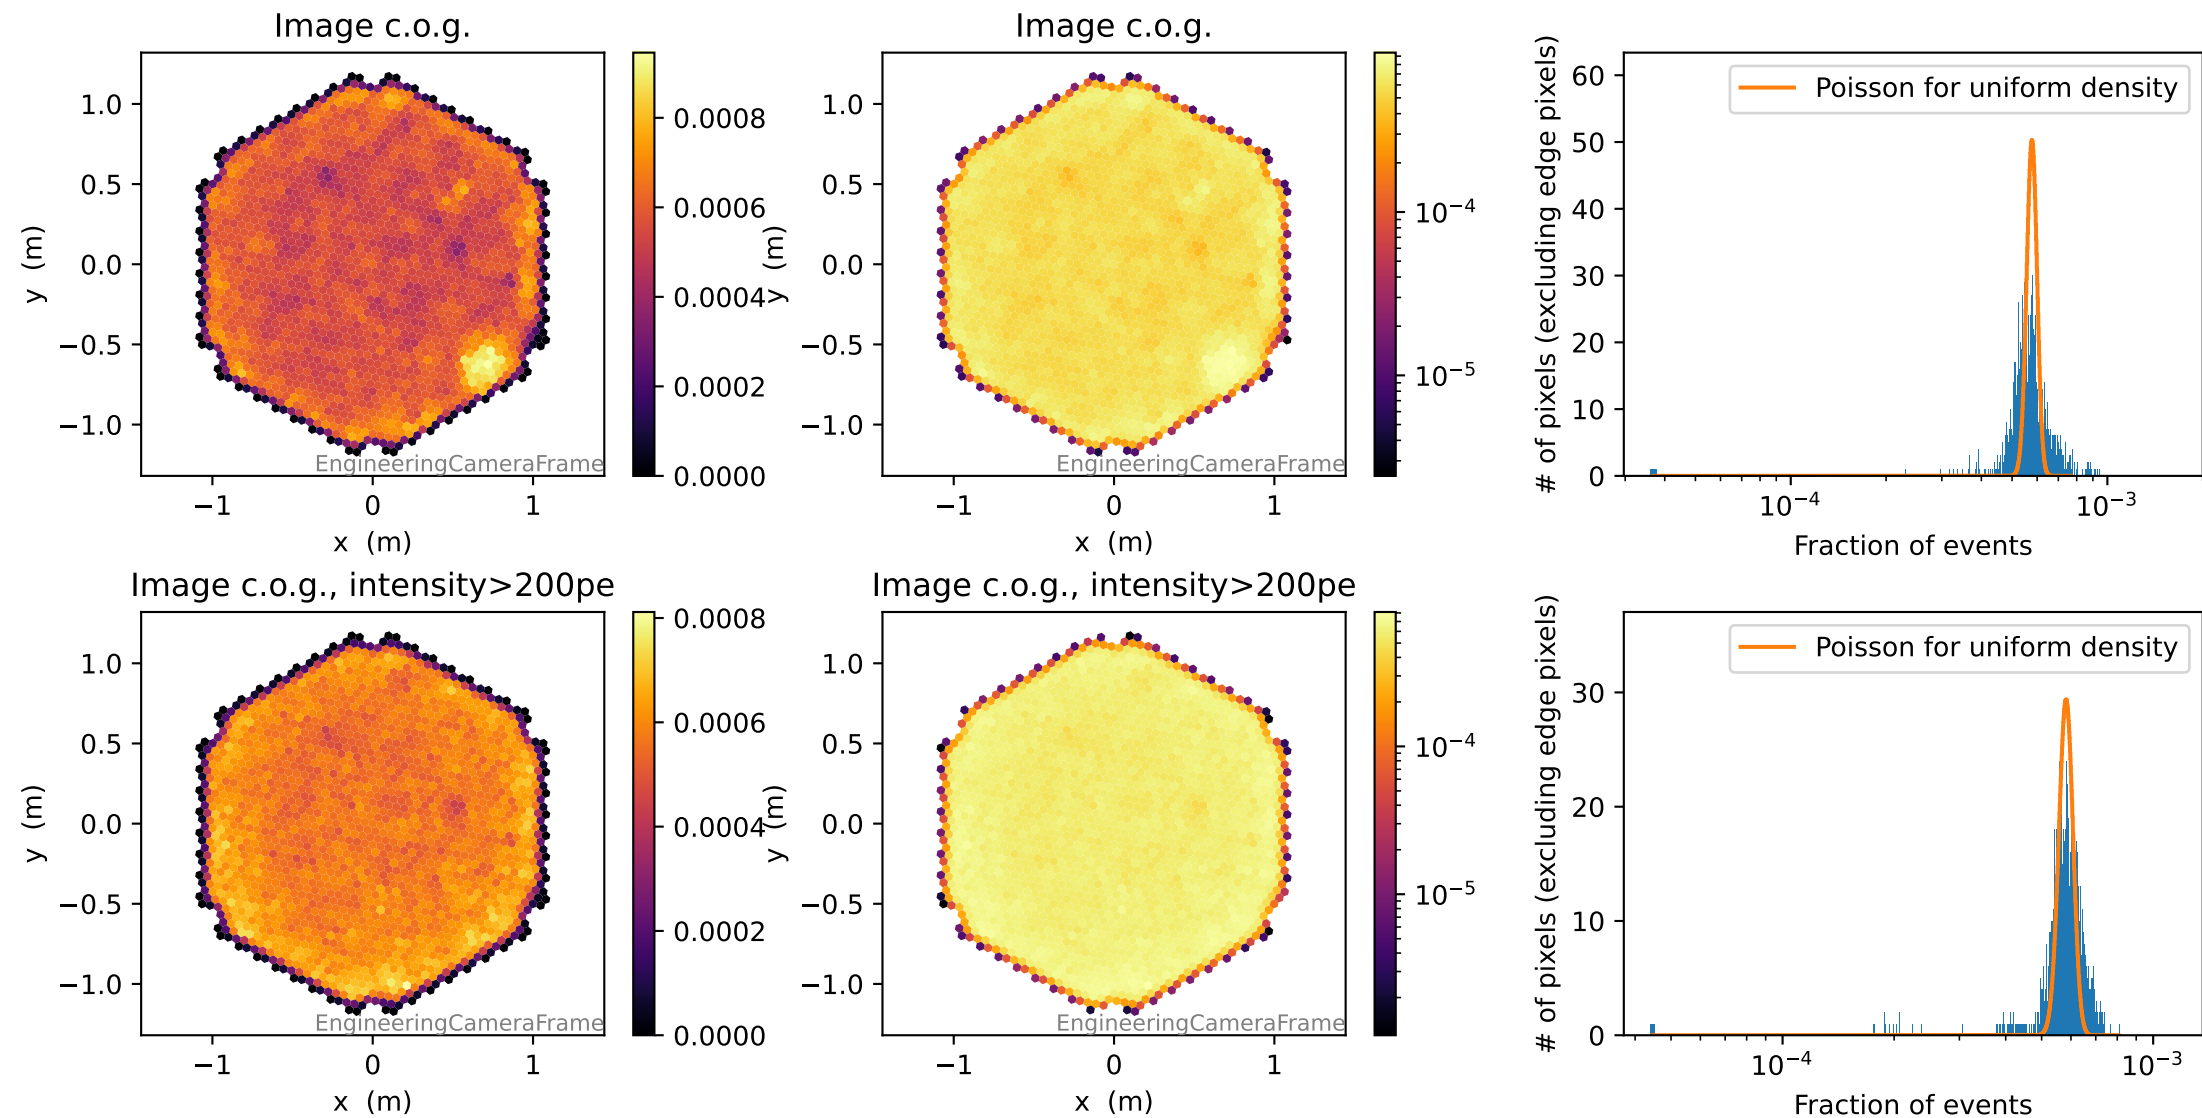 Image c.o.g.
1.0
0.5
0.0
−0.5
−1.0
y (m)
−1
0
1
x (m)
EngineeringCameraFrame
0.0008
0.0006
0.0004
0.0002
0.0000
Image c.o.g.
1.0
0.5
0.0
−0.5
−1.0
y (m)
−1
0
1
x (m)
EngineeringCameraFrame
10⁻⁴
10⁻⁵
Poisson for uniform density
60
50
40
30
20
10
0
# of pixels (excluding edge pixels)
10⁻⁴
10⁻³
Fraction of events
Image c.o.g., intensity>200pe
1.0
0.5
0.0
−0.5
−1.0
y (m)
−1
0
1
x (m)
EngineeringCameraFrame
0.0008
0.0006
0.0004
0.0002
0.0000
Image c.o.g., intensity>200pe
1.0
0.5
0.0
−0.5
−1.0
y (m)
−1
0
1
x (m)
EngineeringCameraFrame
10⁻⁴
10⁻⁵
Poisson for uniform density
30
20
10
0
# of pixels (excluding edge pixels)
10⁻⁴
10⁻³
Fraction of events